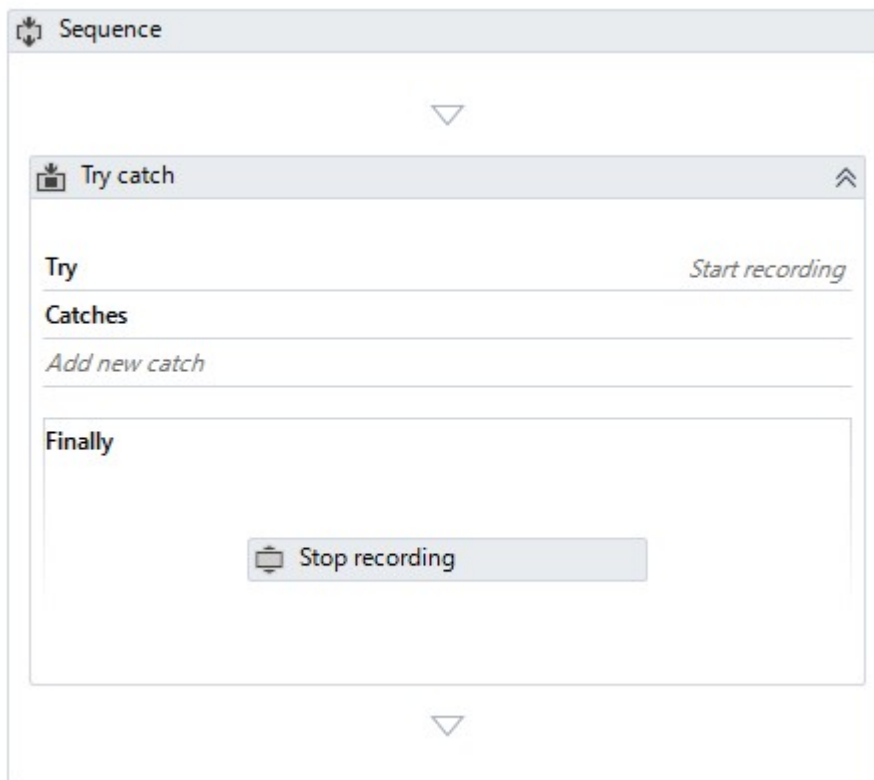 Sequence
Try catch
Try Start recording
Catches
Add new catch
Finally
Stop recording